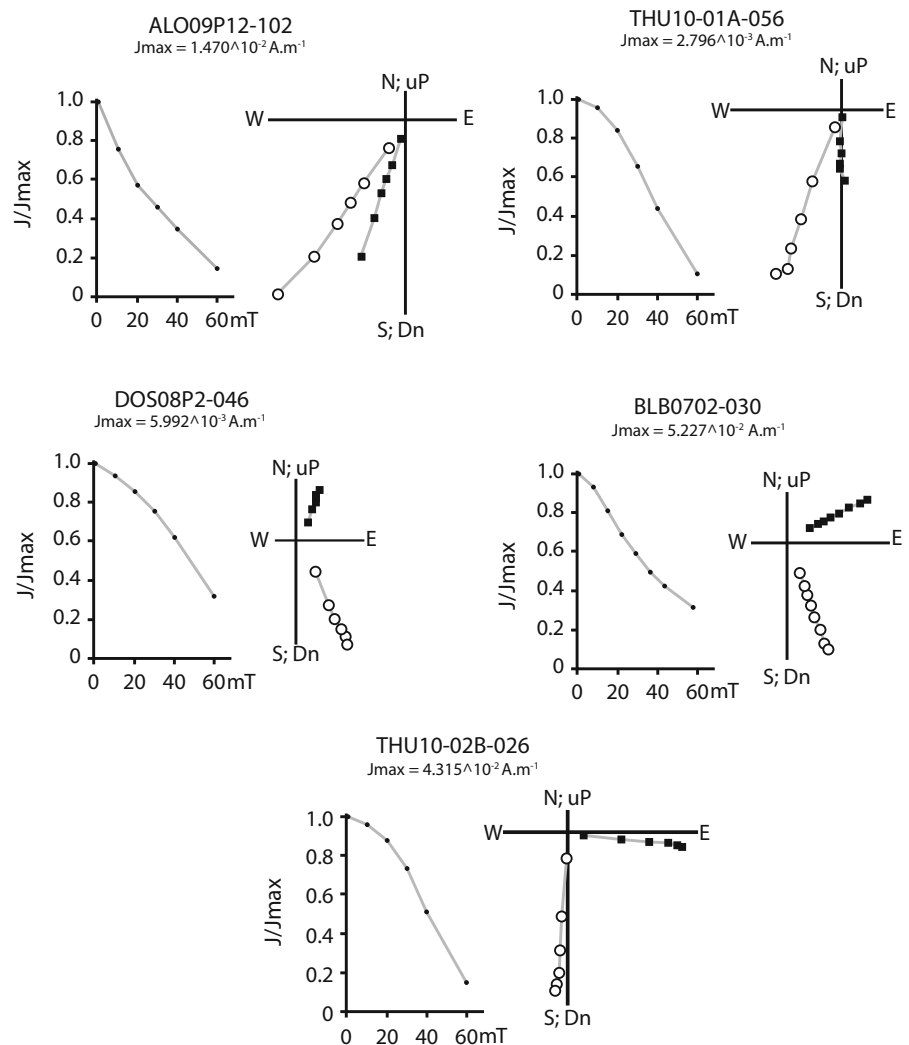 ALO09P12-102
Jmax = 1.470^10-2 A.m-1
N; uP
W
E
S; Dn
J/Jmax
1.0
0.8
0.6
0.4
0.2
0
0 20 40 60mT
THU10-01A-056
Jmax = 2.796^10-3 A.m-1
N; uP
W
E
S; Dn
J/Jmax
1.0
0.8
0.6
0.4
0.2
0
0 20 40 60mT
DOS08P2-046
Jmax = 5.992^10-3 A.m-1
N; uP
W
E
S; Dn
J/Jmax
1.0
0.8
0.6
0.4
0.2
0
0 20 40 60mT
BLB0702-030
Jmax = 5.227^10-2 A.m-1
N; uP
W
E
S; Dn
J/Jmax
1.0
0.8
0.6
0.4
0.2
0
0 20 40 60mT
THU10-02B-026
Jmax = 4.315^10-2 A.m-1
N; uP
W
E
S; Dn
J/Jmax
1.0
0.8
0.6
0.4
0.2
0
0 20 40 60mT